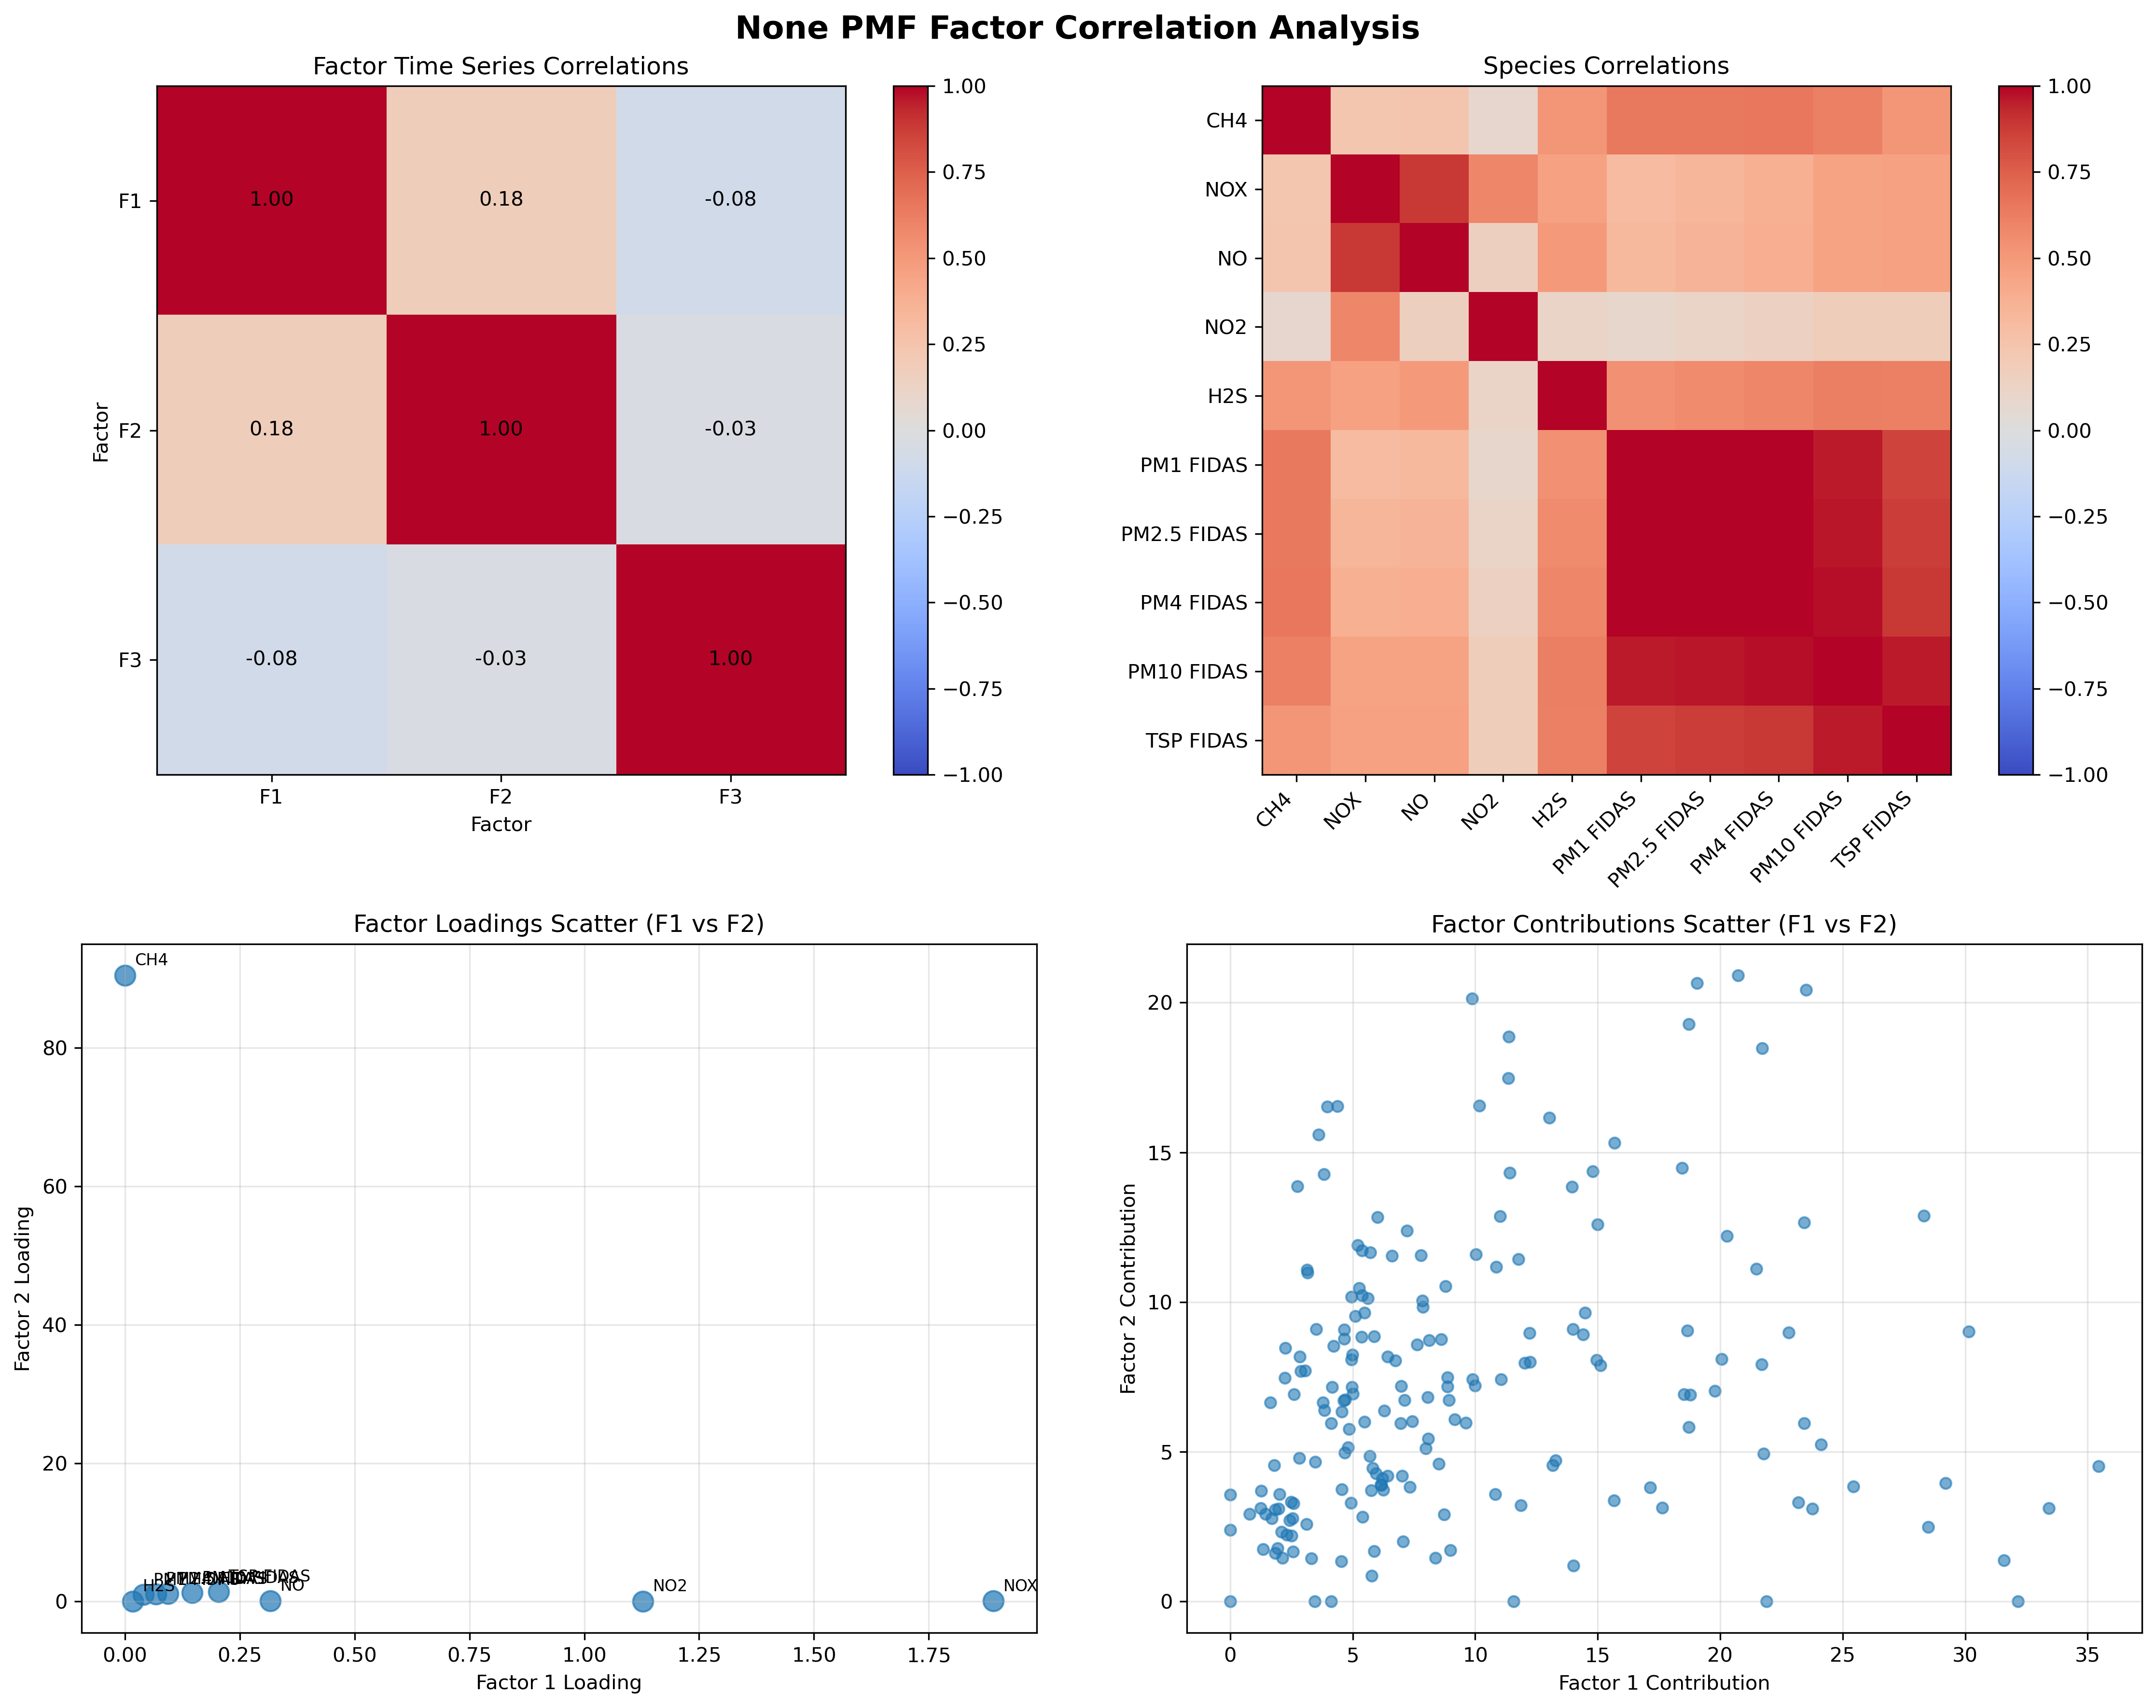 None PMF Factor Correlation Analysis
Factor Time Series Correlations
F1
F2
F3
Factor
1.00 0.18 -0.08
0.18 1.00 -0.03
-0.08 -0.03 1.00
F1 F2 F3
Factor
1.00
0.75
0.50
0.25
0.00
−0.25
−0.50
−0.75
−1.00
Species Correlations
CH4
NOX
NO
NO2
H2S
PM1 FIDAS
PM2.5 FIDAS
PM4 FIDAS
PM10 FIDAS
TSP FIDAS
CH4 NOX NO NO2 H2S PM1 FIDAS PM2.5 FIDAS PM4 FIDAS PM10 FIDAS TSP FIDAS
1.00
0.75
0.50
0.25
0.00
−0.25
−0.50
−0.75
−1.00
Factor Loadings Scatter (F1 vs F2)
Factor 2 Loading
80
60
40
20
0
CH4
H2S
TSP FIDAS
NO
NO2
NOX
0.00 0.25 0.50 0.75 1.00 1.25 1.50 1.75
Factor 1 Loading
Factor Contributions Scatter (F1 vs F2)
Factor 2 Contribution
20
15
10
5
0
0 5 10 15 20 25 30 35
Factor 1 Contribution